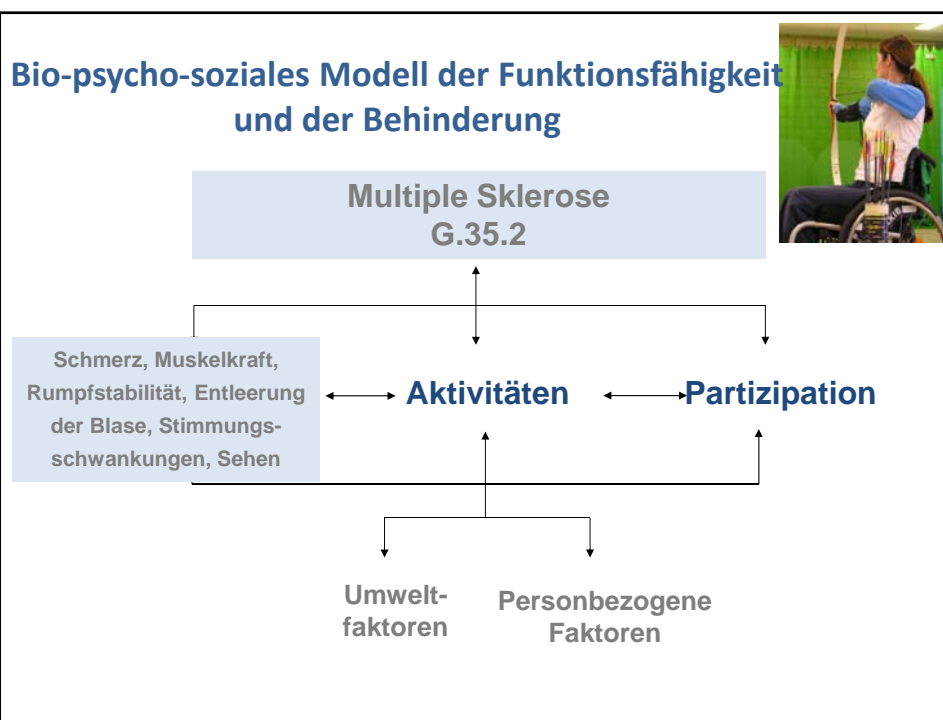 Bio-psycho-soziales Modell der Funktionsfähigkeit
und der Behinderung
Multiple Sklerose
G.35.2
Schmerz, Muskelkraft,
Rumpfstabilität, Entleerung
der Blase, Stimmungs-
schwankungen, Sehen
Aktivitäten
Partizipation
Umwelt-
faktoren
Personbezogene
Faktoren